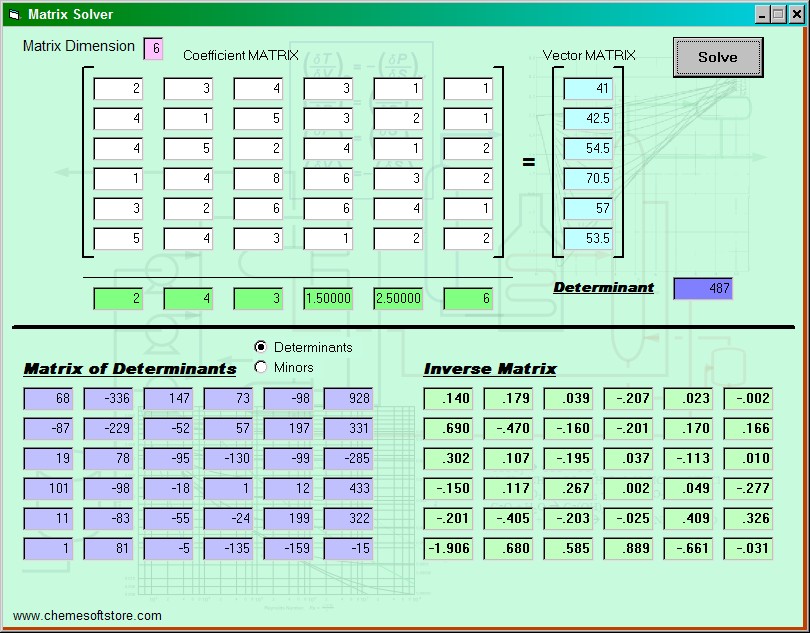 Matrix Solver
Matrix Dimension 6
Coefficient MATRIX Vector MATRIX Solve
2 3 4 3 1 1 41
4 1 5 3 2 1 42.5
4 5 2 4 1 2 54.5
=
1 4 8 6 3 2 70.5
3 2 6 6 4 1 57
5 4 3 1 2 2 53.5
2 4 3 1.50000 2.50000 6 Determinant 487
Determinants
Matrix of Determinants Minors Inverse Matrix
68 -336 147 73 -98 928 .140 .179 .039 -.207 .023 -.002
-87 -229 -52 57 197 331 .690 -.470 -.160 -.201 .170 .166
19 78 -95 -130 -99 -285 .302 .107 -.195 .037 -.113 .010
101 -98 -18 1 12 433 -.150 .117 .267 .002 .049 -.277
11 -83 -55 -24 199 322 -.201 -.405 -.203 -.025 .409 .326
1 81 -5 -135 -159 -15 -1.906 .680 .585 .889 -.661 -.031
www.chemesoftstore.com